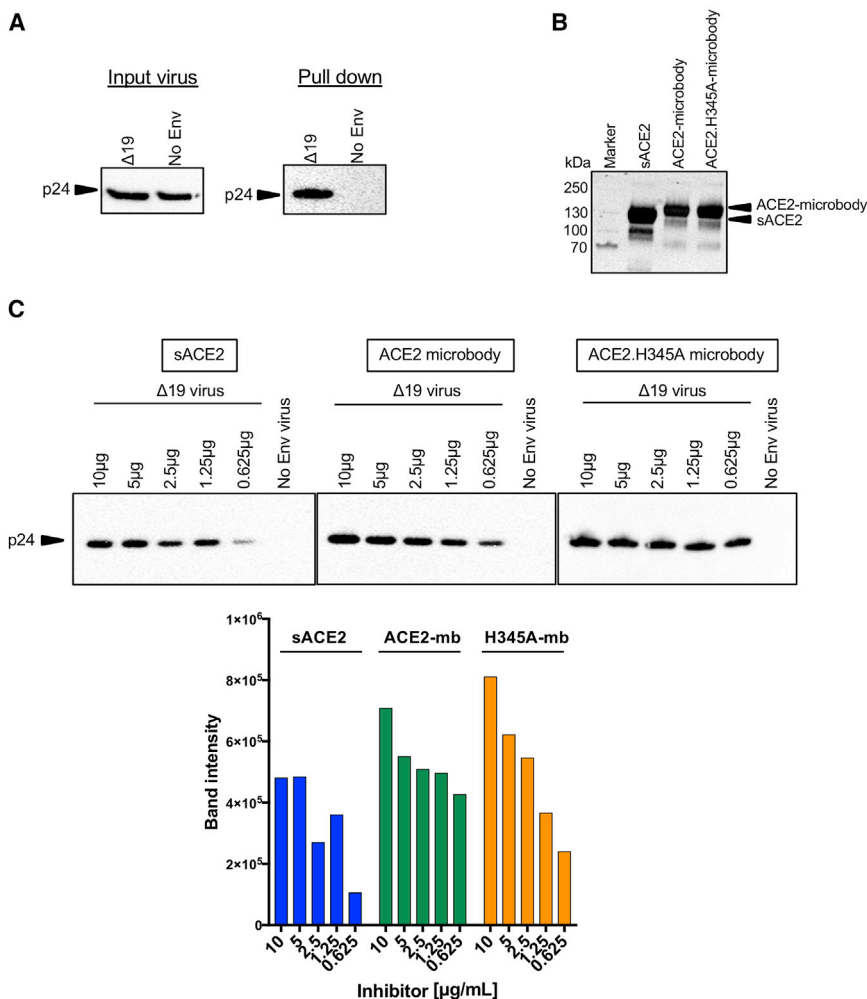 A
Input virus
Pull down
Δ19
No Env
Δ19
No Env
p24
p24
B
kDa
Marker
sACE2
ACE2-microbody
ACE2.H345A-microbody
250
130
100
70
ACE2-microbody
sACE2
C
sACE2
ACE2 microbody
ACE2.H345A microbody
Δ19 virus
Δ19 virus
Δ19 virus
10µg
5µg
2.5µg
1.25µg
0.625µg
No Env virus
10µg
5µg
2.5µg
1.25µg
0.625µg
No Env virus
10µg
5µg
2.5µg
1.25µg
0.625µg
No Env virus
p24
1×10⁶
8×10⁵
6×10⁵
4×10⁵
2×10⁵
0
Band intensity
sACE2
ACE2-mb
H345A-mb
10
5
2.5
1.25
0.625
10
5
2.5
1.25
0.625
10
5
2.5
1.25
0.625
Inhibitor [µg/mL]